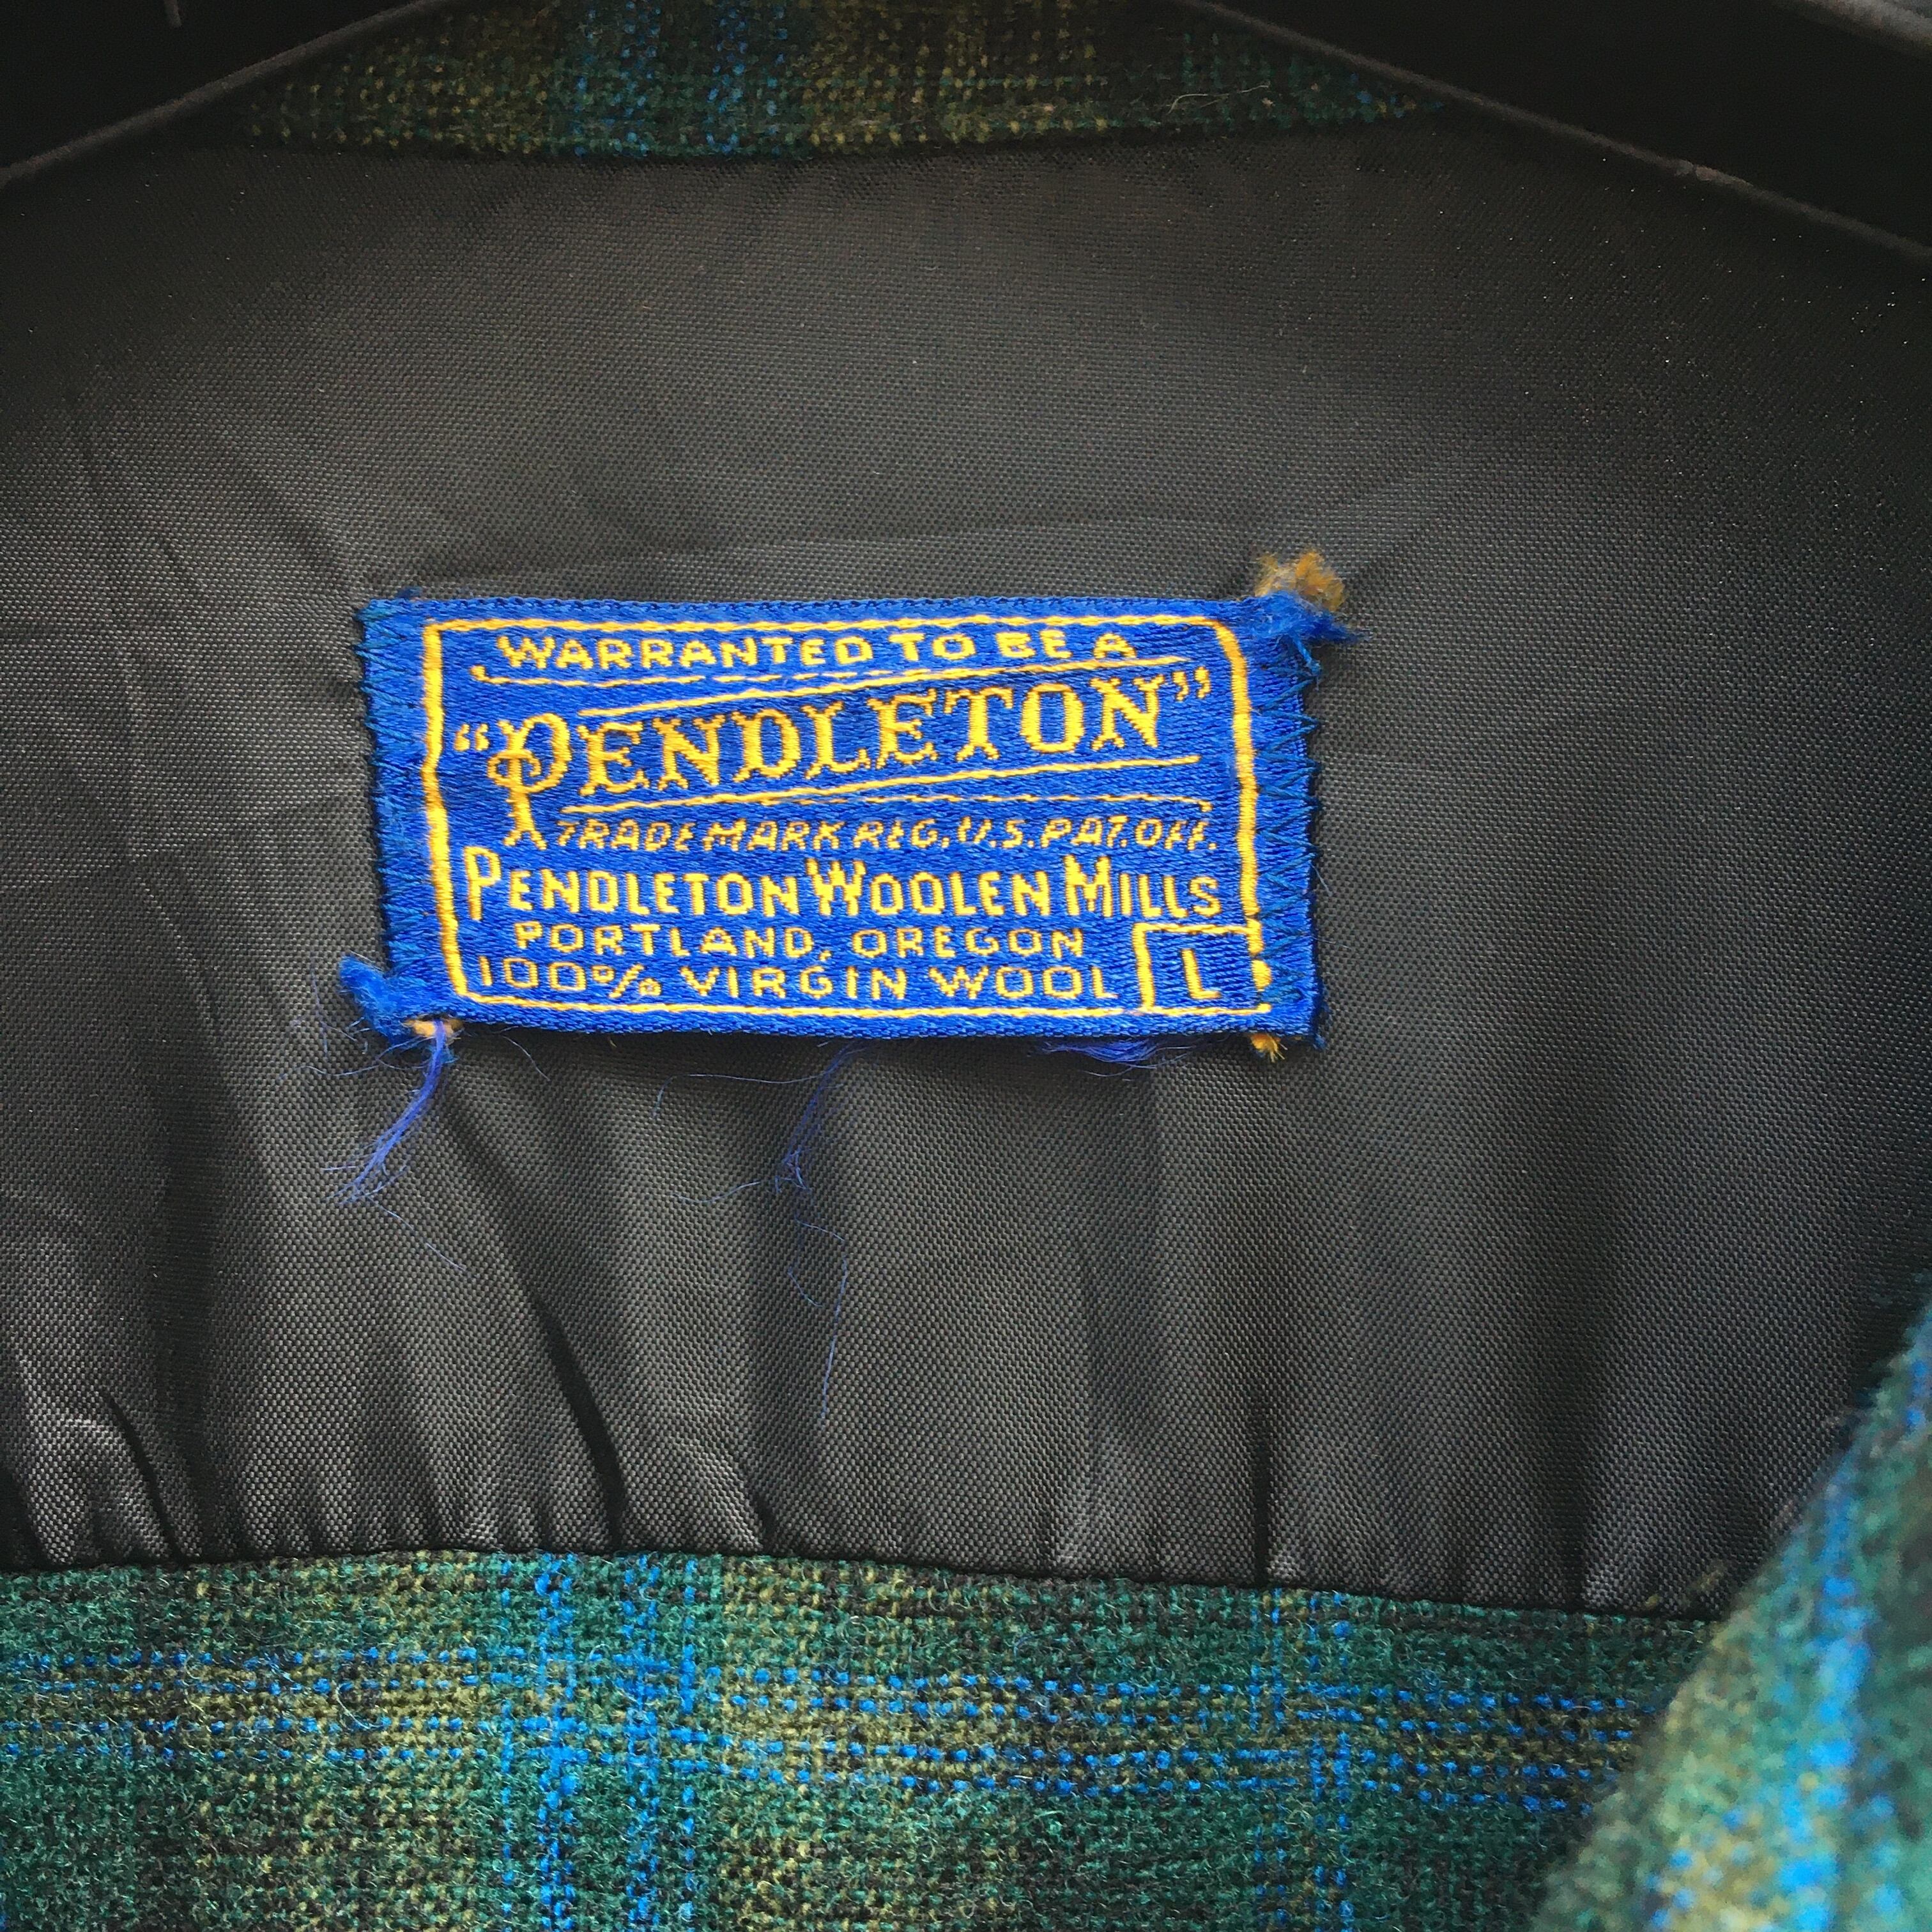 WARRANTED TO BE A
"PENDLETON"
TRADE MARK REG. U.S. PAT. OFF.
PENDLETON WOOLEN MILLS
PORTLAND, OREGON
100% VIRGIN WOOL L